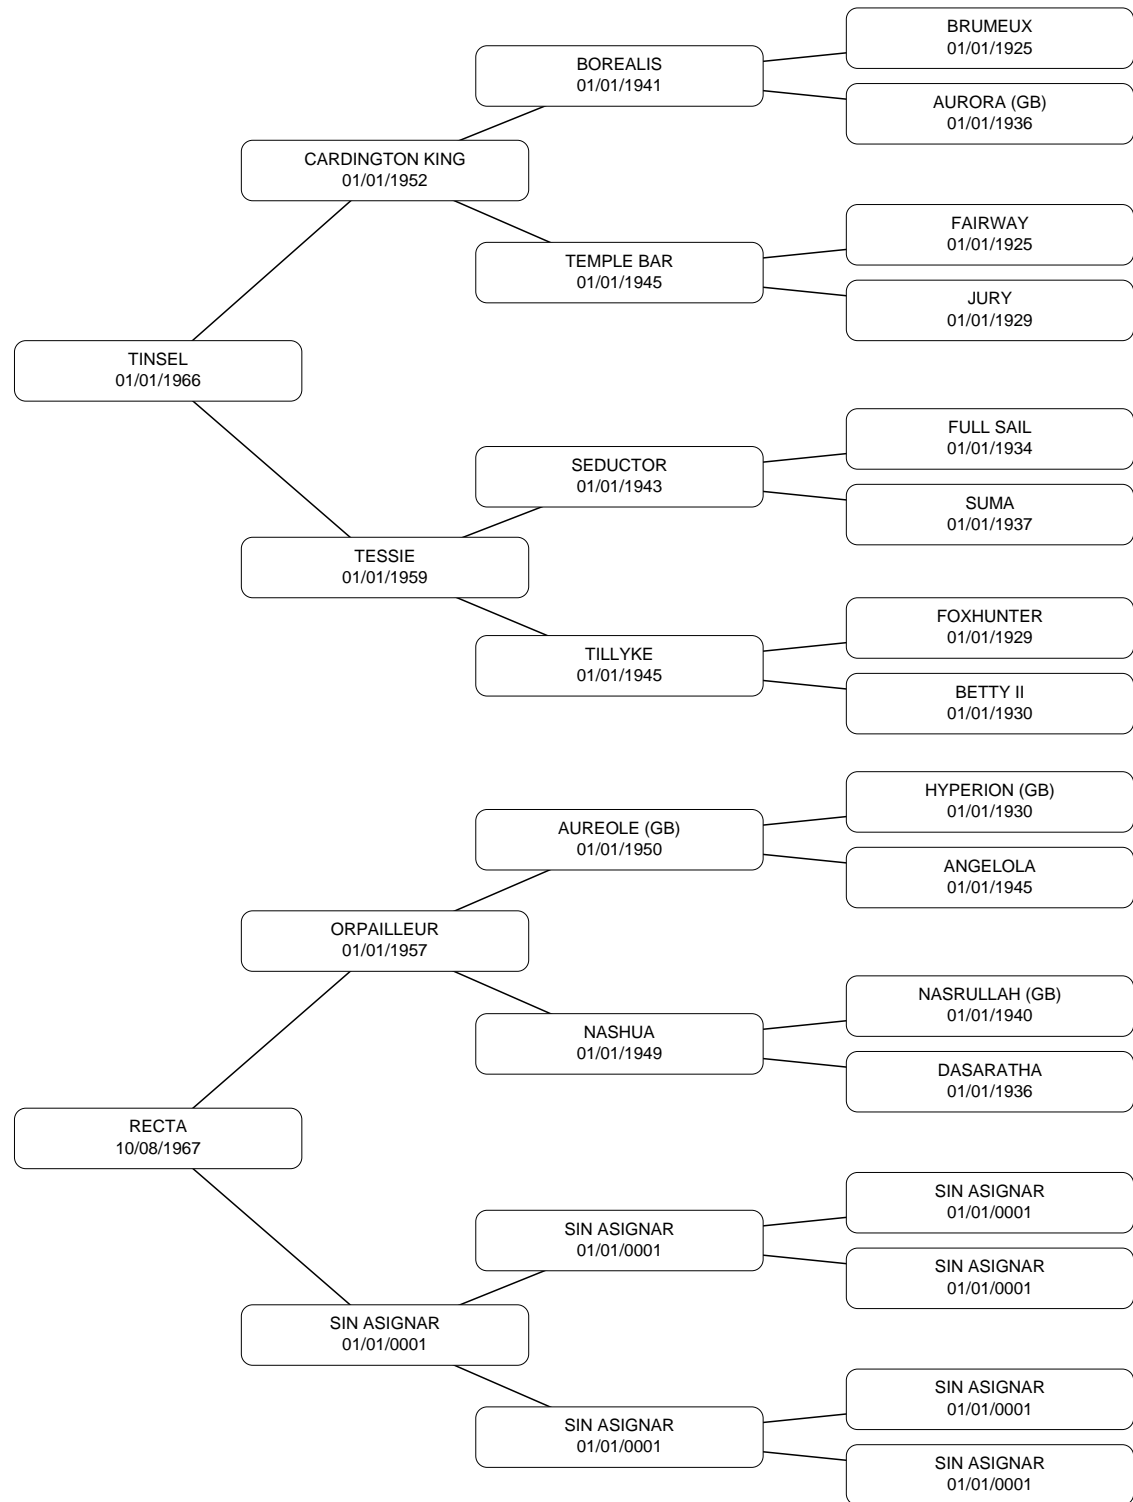 BRUMEUX
01/01/1925
BOREALIS
01/01/1941
AURORA (GB)
01/01/1936
CARDINGTON KING
01/01/1952
FAIRWAY
01/01/1925
TEMPLE BAR
01/01/1945
JURY
01/01/1929
TINSEL
01/01/1966
FULL SAIL
01/01/1934
SEDUCTOR
01/01/1943
SUMA
01/01/1937
TESSIE
01/01/1959
FOXHUNTER
01/01/1929
TILLYKE
01/01/1945
BETTY II
01/01/1930
HYPERION (GB)
01/01/1930
AUREOLE (GB)
01/01/1950
ANGELOLA
01/01/1945
ORPAILLEUR
01/01/1957
NASRULLAH (GB)
01/01/1940
NASHUA
01/01/1949
DASARATHA
01/01/1936
RECTA
10/08/1967
SIN ASIGNAR
01/01/0001
SIN ASIGNAR
01/01/0001
SIN ASIGNAR
01/01/0001
SIN ASIGNAR
01/01/0001
SIN ASIGNAR
01/01/0001
SIN ASIGNAR
01/01/0001
SIN ASIGNAR
01/01/0001